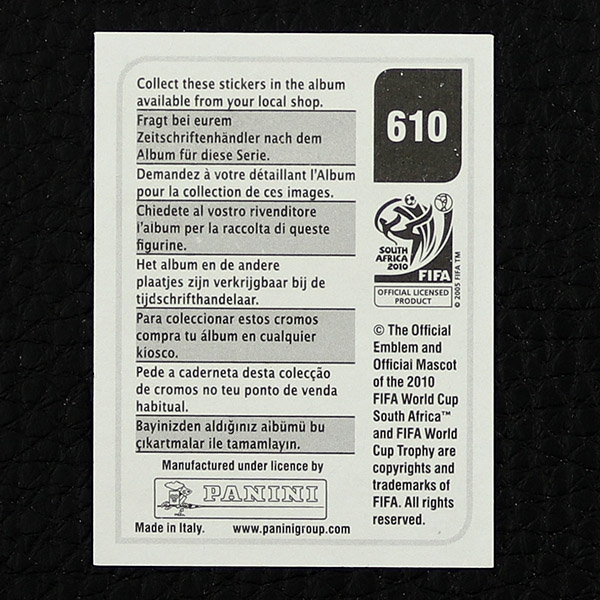 Collect these stickers in the album
available from your local shop.
Fragt bei eurem
Zeitschriftenhändler nach dem
Album für diese Serie.
Demandez à votre détaillant l'Album
pour la collection de ces images.
Chiedete al vostro rivenditore
l'album per la raccolta di queste
figurine.
Het album en de andere
plaatjes zijn verkrijgbaar bij de
tijdschrifthandelaar.
Para coleccionar estos cromos
compra tu álbum en cualquier
kiosco.
Pede a caderneta desta colecção
de cromos no teu ponto de venda
habitual.
Bayinizden aldığınız aibümü bu
çıkartmalar ile tamamlayın.
Manufactured under licence by
PANINI
Made in Italy. www.paninigroup.com
610
SOUTH
AFRICA
2010
FIFA
OFFICIAL LICENSED
PRODUCT
© 2005 FIFA TM
© The Official
Emblem and
Official Mascot
of the 2010
FIFA World Cup
South Africa™
and FIFA World
Cup Trophy are
copyrights and
trademarks of
FIFA. All rights
reserved.